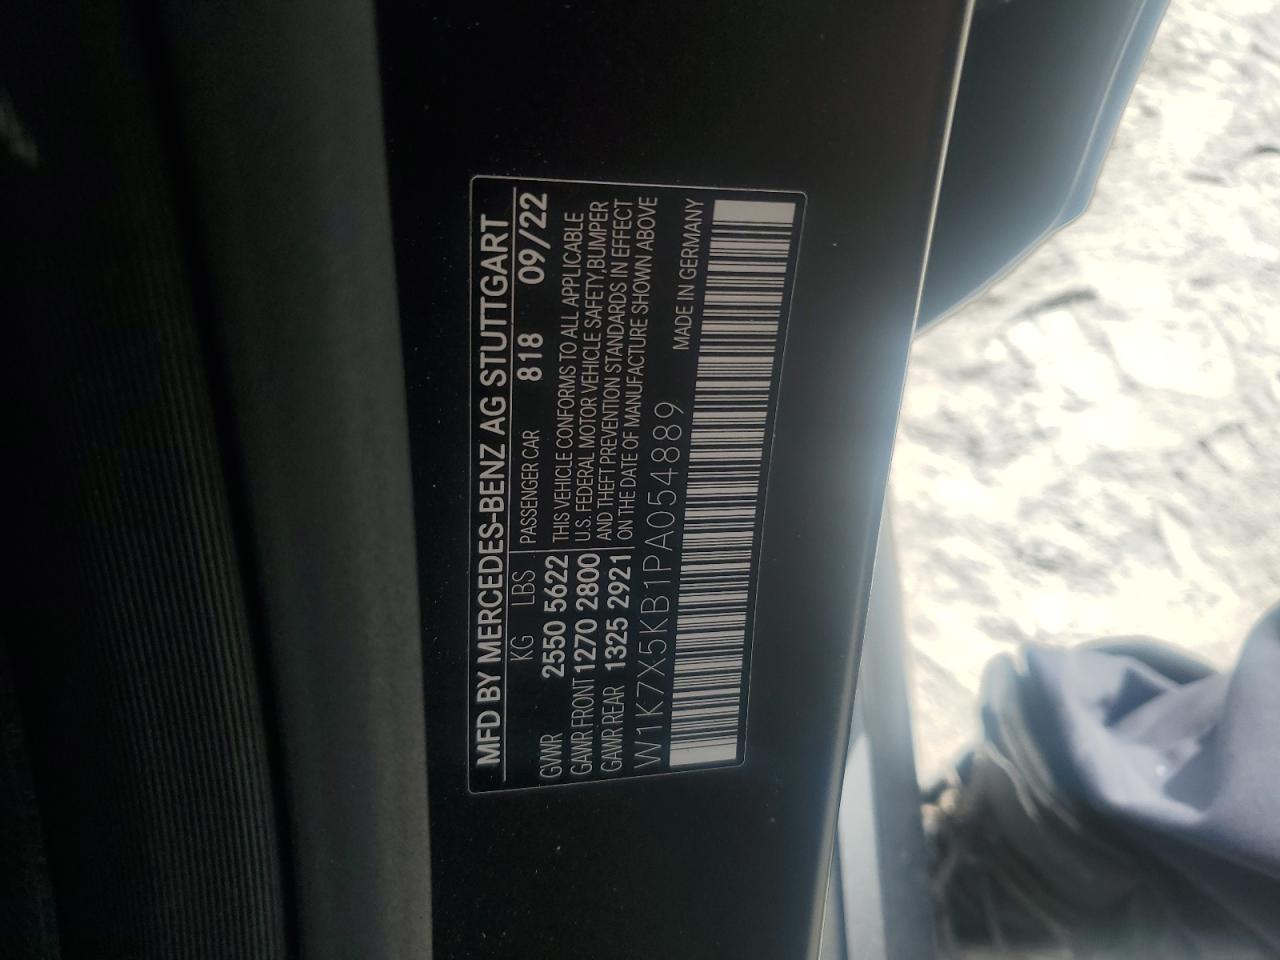 MFD BY MERCEDES-BENZ AG STUTTGART
KG LBS PASSENGER CAR 818 09/22
GVWR 2550 5622
GAWR FRONT 1270 2800
GAWR REAR 1325 2921
THIS VEHICLE CONFORMS TO ALL APPLICABLE
U.S. FEDERAL MOTOR VEHICLE SAFETY,BUMPER
AND THEFT PREVENTION STANDARDS IN EFFECT
ON THE DATE OF MANUFACTURE SHOWN ABOVE
W1K7X5KB1PA054889 MADE IN GERMANY